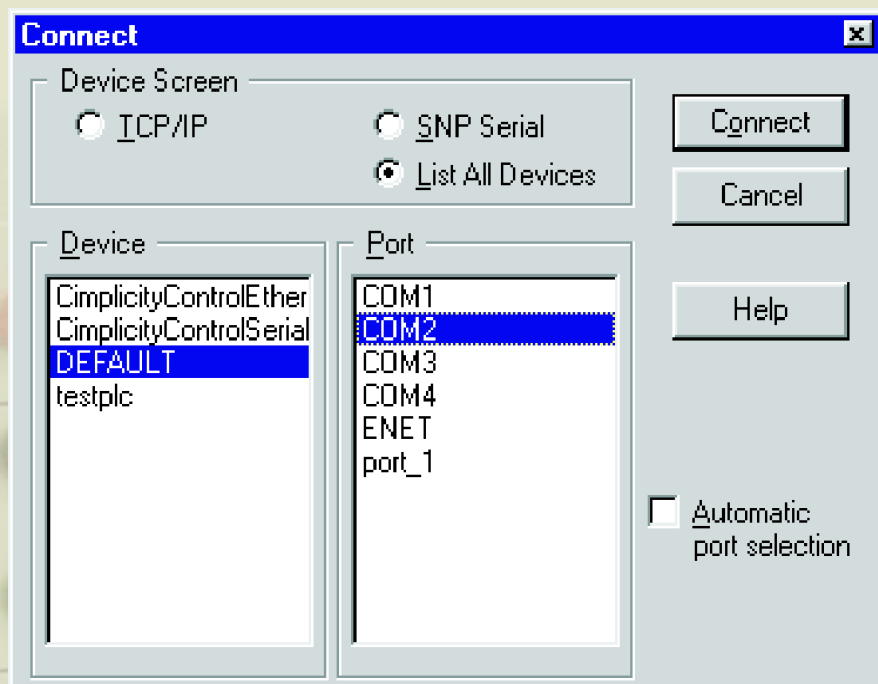 Connect
Device Screen
TCP/IP
SNP Serial
List All Devices
Connect
Cancel
Help
Device
CimplicityControlEther
CimplicityControlSerial
DEFAULT
testplc
Port
COM1
COM2
COM3
COM4
ENET
port_1
Automatic
port selection